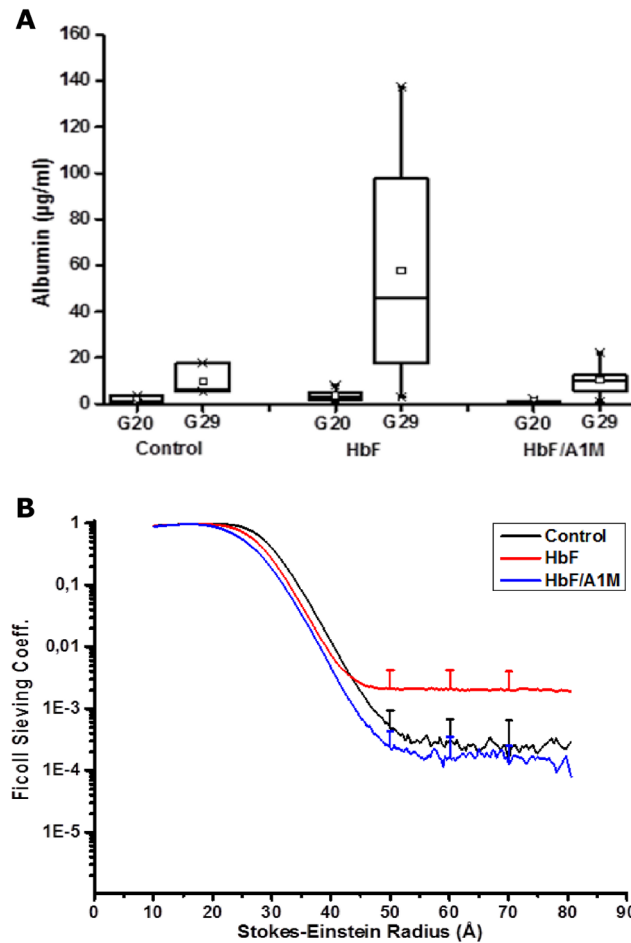 A
160
140
120
100
80
60
40
20
0
Albumin (µg/ml)
G20 G29 G20 G29 G20 G29
Control HbF HbF/A1M
B
Control
HbF
HbF/A1M
1
0,1
0,01
1E-3
1E-4
1E-5
Ficoll Sieving Coeff.
0 10 20 30 40 50 60 70 80 90
Stokes-Einstein Radius (Å)